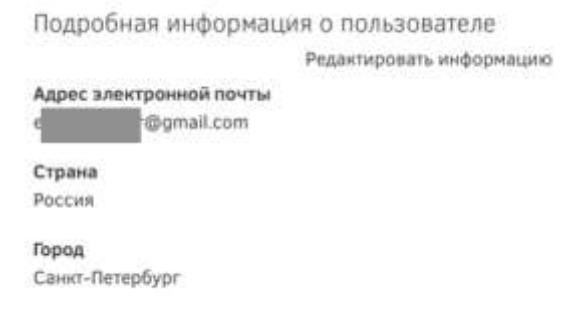 Подробная информация о пользователе
Редактировать информацию
Адрес электронной почты
e @gmail.com
Страна
Россия
Город
Санкт-Петербург